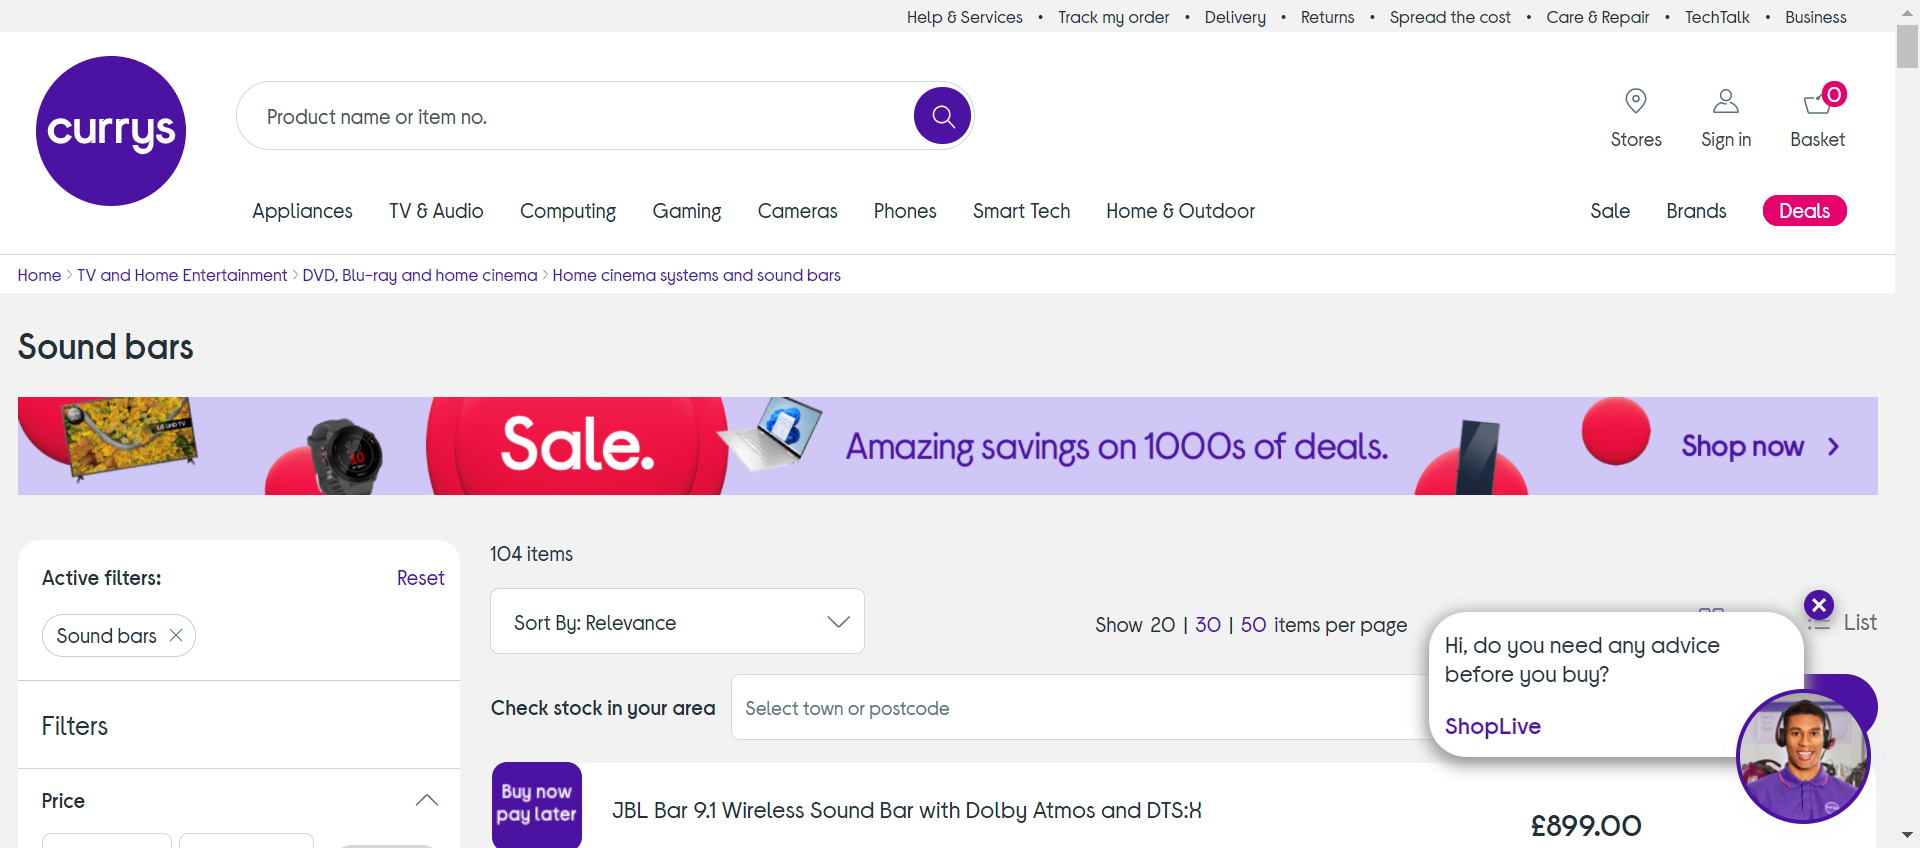 Help & Services • Track my order • Delivery • Returns • Spread the cost • Care & Repair • TechTalk • Business
currys
Product name or item no.
Stores
Sign in
0
Basket
Appliances TV & Audio Computing Gaming Cameras Phones Smart Tech Home & Outdoor Sale Brands Deals
Home > TV and Home Entertainment > DVD, Blu-ray and home cinema > Home cinema systems and sound bars
Sound bars
LG UHD TV
10
Sale.
Amazing savings on 1000s of deals.
Shop now
Active filters:
Reset
Sound bars
Filters
Price
104 items
Sort By: Relevance
Show 20 | 30 | 50 items per page
List
Check stock in your area
Select town or postcode
Buy now
pay later
JBL Bar 9.1 Wireless Sound Bar with Dolby Atmos and DTS:X
£899.00
Hi, do you need any advice
before you buy?
ShopLive